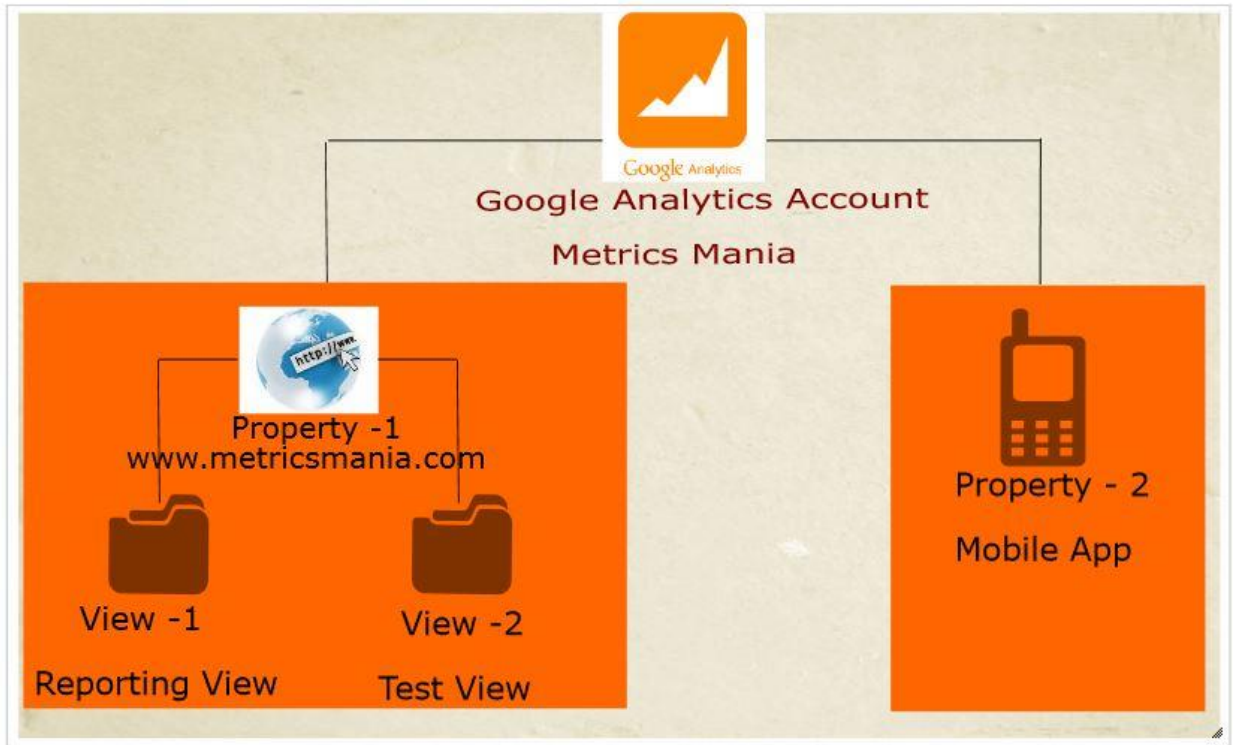 Google Analytics
Google Analytics Account
Metrics Mania
http://www.
Property -1
www.metricsmania.com
View -1
Reporting View
View -2
Test View
Property - 2
Mobile App